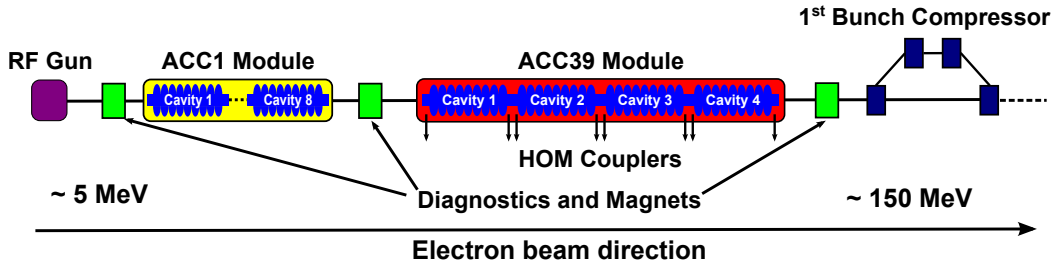 1st Bunch Compressor
RF Gun
ACC1 Module
ACC39 Module
Cavity 1
Cavity 8
Cavity 1
Cavity 2
Cavity 3
Cavity 4
HOM Couplers
~ 5 MeV
Diagnostics and Magnets
~ 150 MeV
Electron beam direction